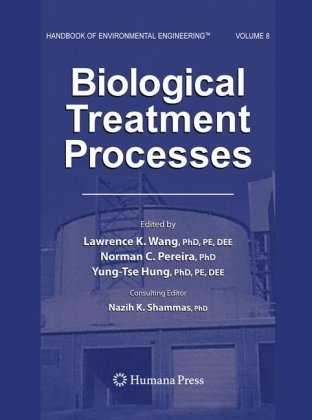 HANDBOOK OF ENVIRONMENTAL ENGINEERING™ VOLUME 8
Biological
Treatment
Processes
Edited by
Lawrence K. Wang, PhD, PE, DEE
Norman C. Pereira, PhD
Yung-Tse Hung, PhD, PE, DEE
Consulting Editor
Nazih K. Shammas, PhD
Humana Press